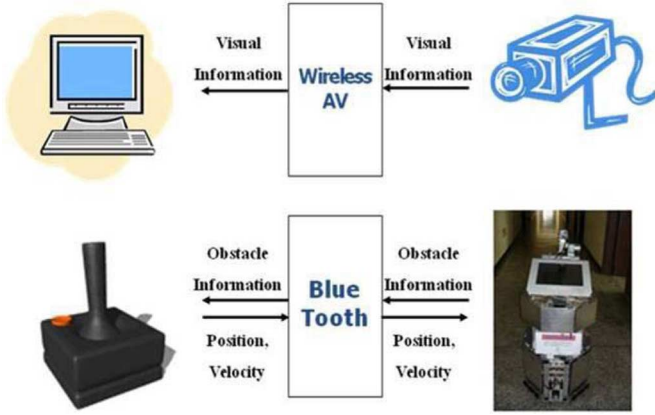 Visual
Information
Wireless
AV
Visual
Information
Obstacle
Information
Position,
Velocity
Blue
Tooth
Obstacle
Information
Position,
Velocity